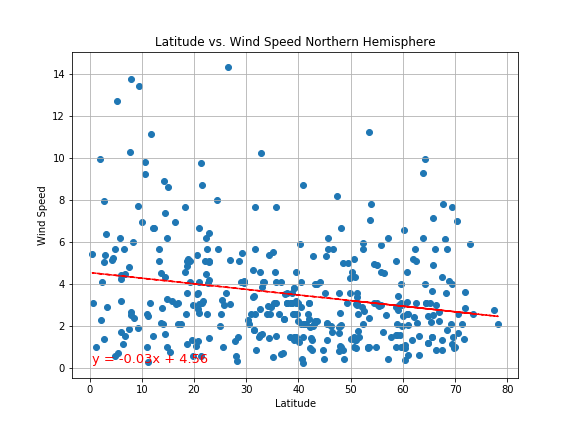 Latitude vs. Wind Speed Northern Hemisphere
14
12
10
8
6
4
2
0
Wind Speed
y = -0.03x + 4.56
0 10 20 30 40 50 60 70 80
Latitude